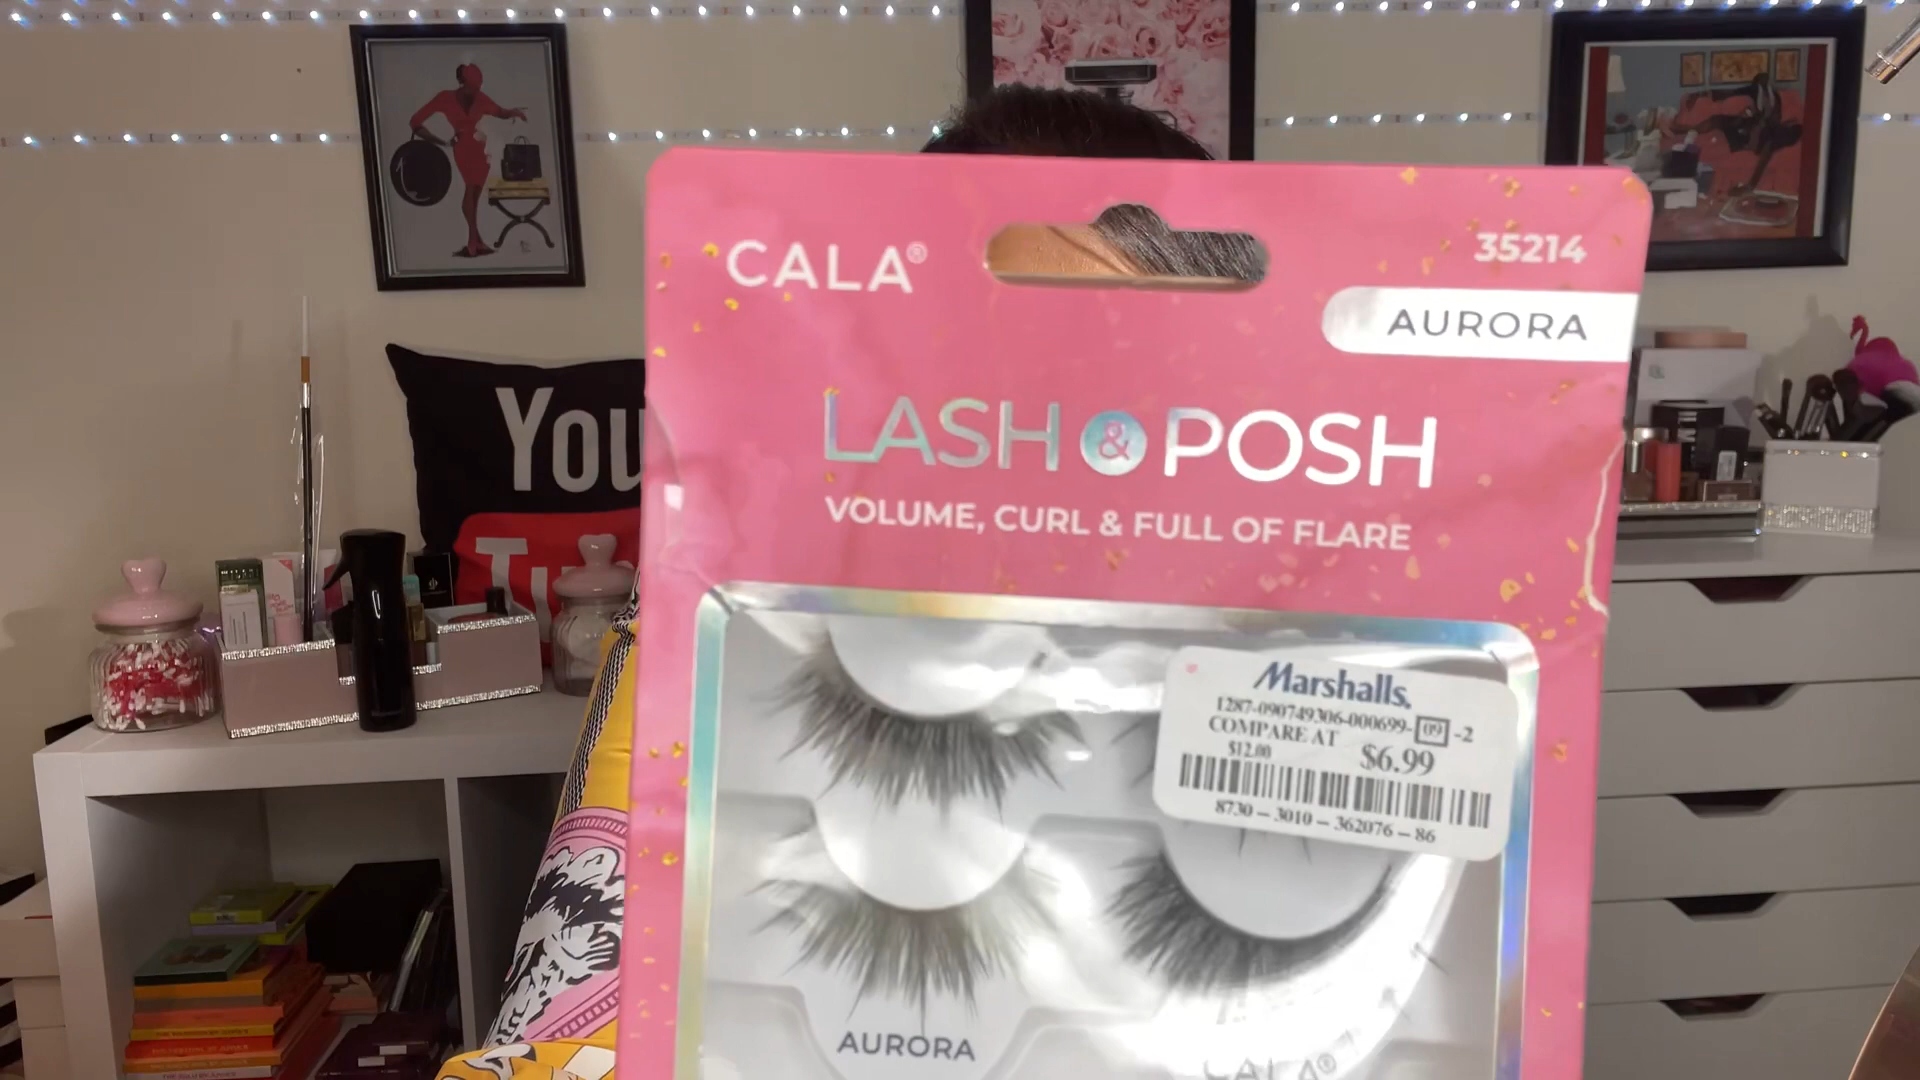 CALA®
35214
AURORA
LASH & POSH
VOLUME, CURL & FULL OF FLARE
Marshalls.
1287-090749306-000699-09-2
COMPARE AT
$12.00
$6.99
8730-3010-362076-86
AURORA
CALA®
You